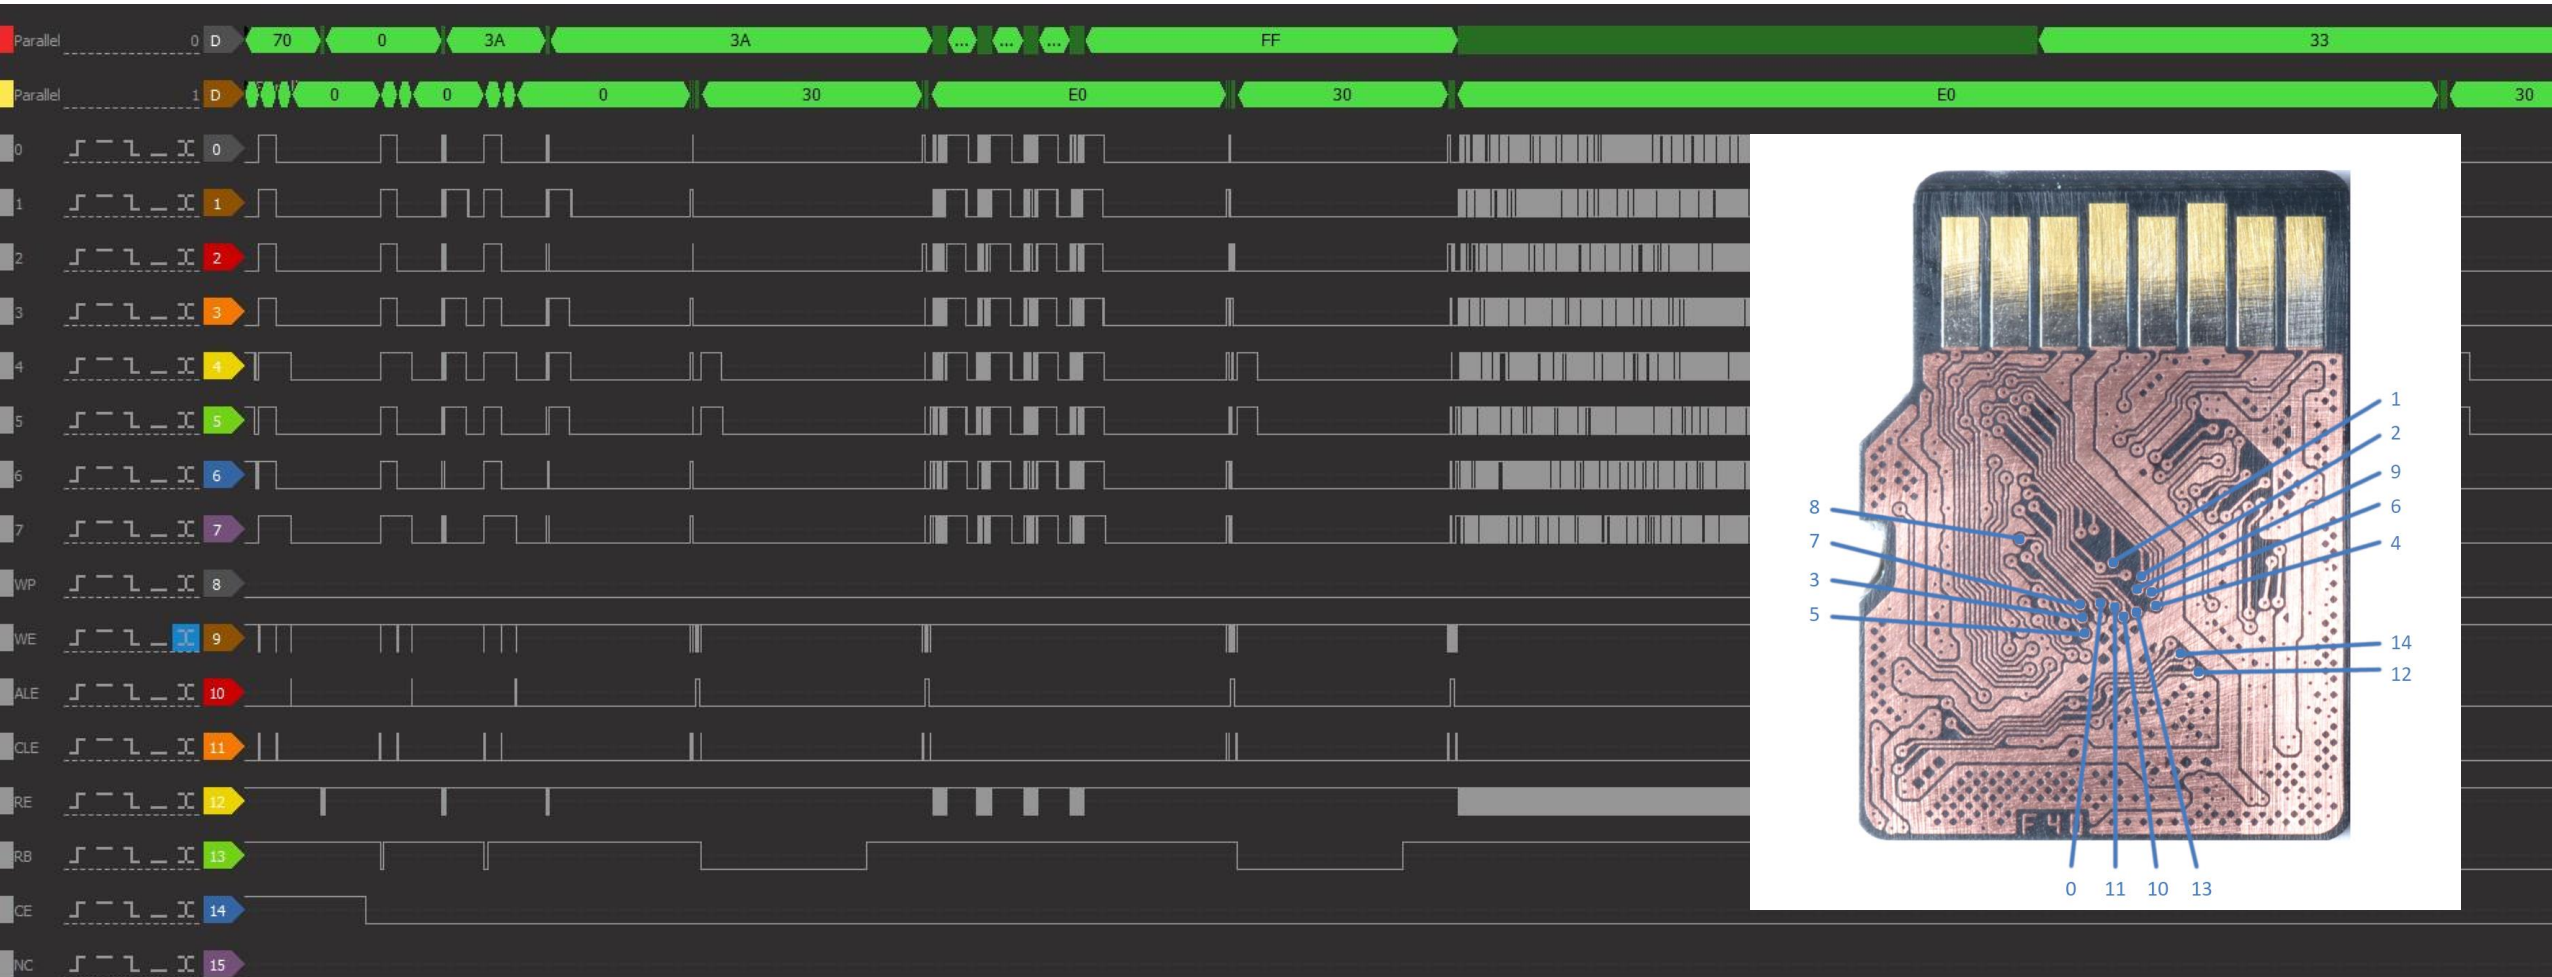 Parallel 0 D 70 0 3A 3A ... ... ... FF 33
Parallel 1 D 0 0 0 30 E0 30 E0 30
0 0
1 1
2 2
3 3
4 4
5 5
6 6
7 7
WP 8
WE 9
ALE 10
CLE 11
RE 12
RB 13
CE 14
NC 15
1
2
9
6
4
8
7
3
5
14
12
0 11 10 13